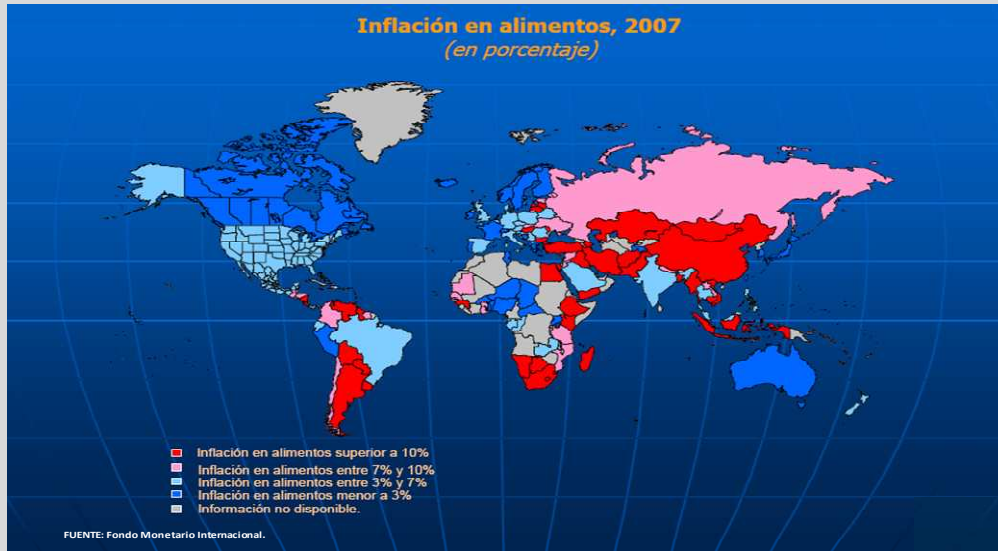 Inflación en alimentos, 2007
(en porcentaje)
Inflación en alimentos superior a 10%
Inflación en alimentos entre 7% y 10%
Inflación en alimentos entre 3% y 7%
Inflación en alimentos menor a 3%
Información no disponible.
FUENTE: Fondo Monetario Internacional.